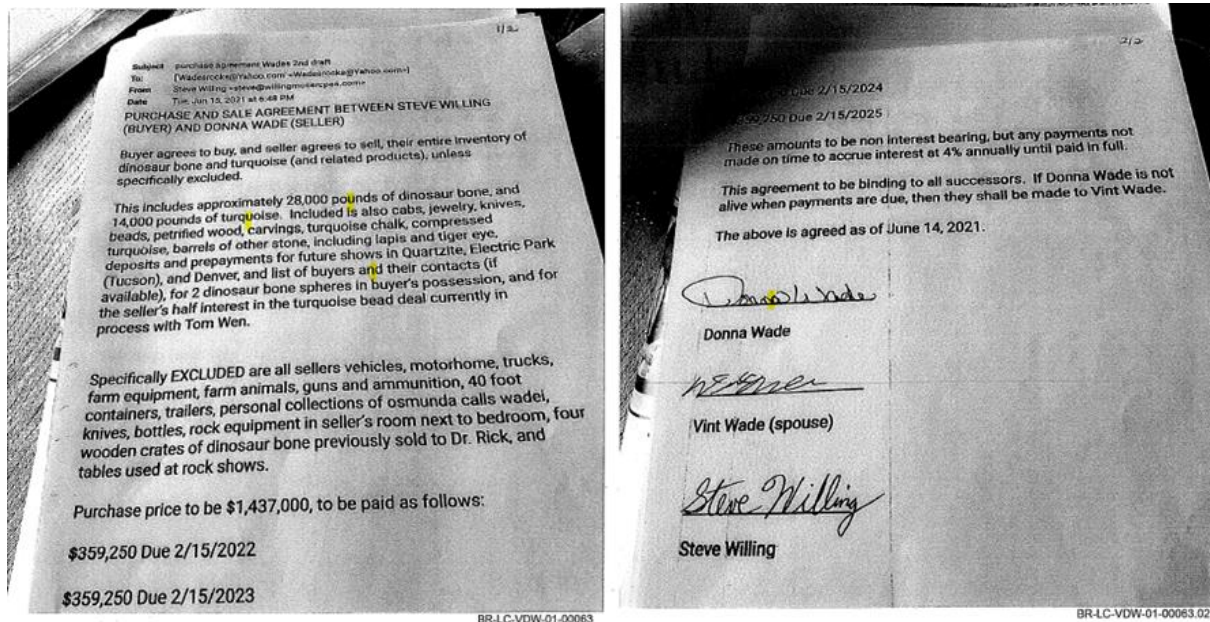 1/2
Subject purchase agreement Wades 2nd draft
To: [Wadesrocks@Yahoo.com' <Wadesrocks@Yahoo.com>]
From Steve Willing <steve@willingmosercpas.com>
Date Tue, Jun 15, 2021 at 6:48 PM
PURCHASE AND SALE AGREEMENT BETWEEN STEVE WILLING
(BUYER) AND DONNA WADE (SELLER)
Buyer agrees to buy, and seller agrees to sell, their entire inventory of
dinosaur bone and turquoise (and related products), unless
specifically excluded.
This includes approximately 28,000 pounds of dinosaur bone, and
14,000 pounds of turquoise. Included is also cabs, jewelry, knives,
beads, petrified wood, carvings, turquoise chalk, compressed
turquoise, barrels of other stone, including lapis and tiger eye,
deposits and prepayments for future shows in Quartzite, Electric Park
(Tucson), and Denver, and list of buyers and their contacts (if
available), for 2 dinosaur bone spheres in buyer's possession, and for
the seller's half interest in the turquoise bead deal currently in
process with Tom Wen.
Specifically EXCLUDED are all sellers vehicles, motorhome, trucks,
farm equipment, farm animals, guns and ammunition, 40 foot
containers, trailers, personal collections of osmunda calls wadei,
knives, bottles, rock equipment in seller's room next to bedroom, four
wooden crates of dinosaur bone previously sold to Dr. Rick, and
tables used at rock shows.
Purchase price to be $1,437,000, to be paid as follows:
$359,250 Due 2/15/2022
$359,250 Due 2/15/2023
BR-LC-VDW-01-00063
2/2
Due 2/15/2024
$359,250 Due 2/15/2025
These amounts to be non interest bearing, but any payments not
made on time to accrue interest at 4% annually until paid in full.
This agreement to be binding to all successors. If Donna Wade is not
alive when payments are due, then they shall be made to Vint Wade.
The above is agreed as of June 14, 2021.
Donna Wade
Donna Wade
Vint Wade (spouse)
Steve Willing
Steve Willing
BR-LC-VDW-01-00063.02